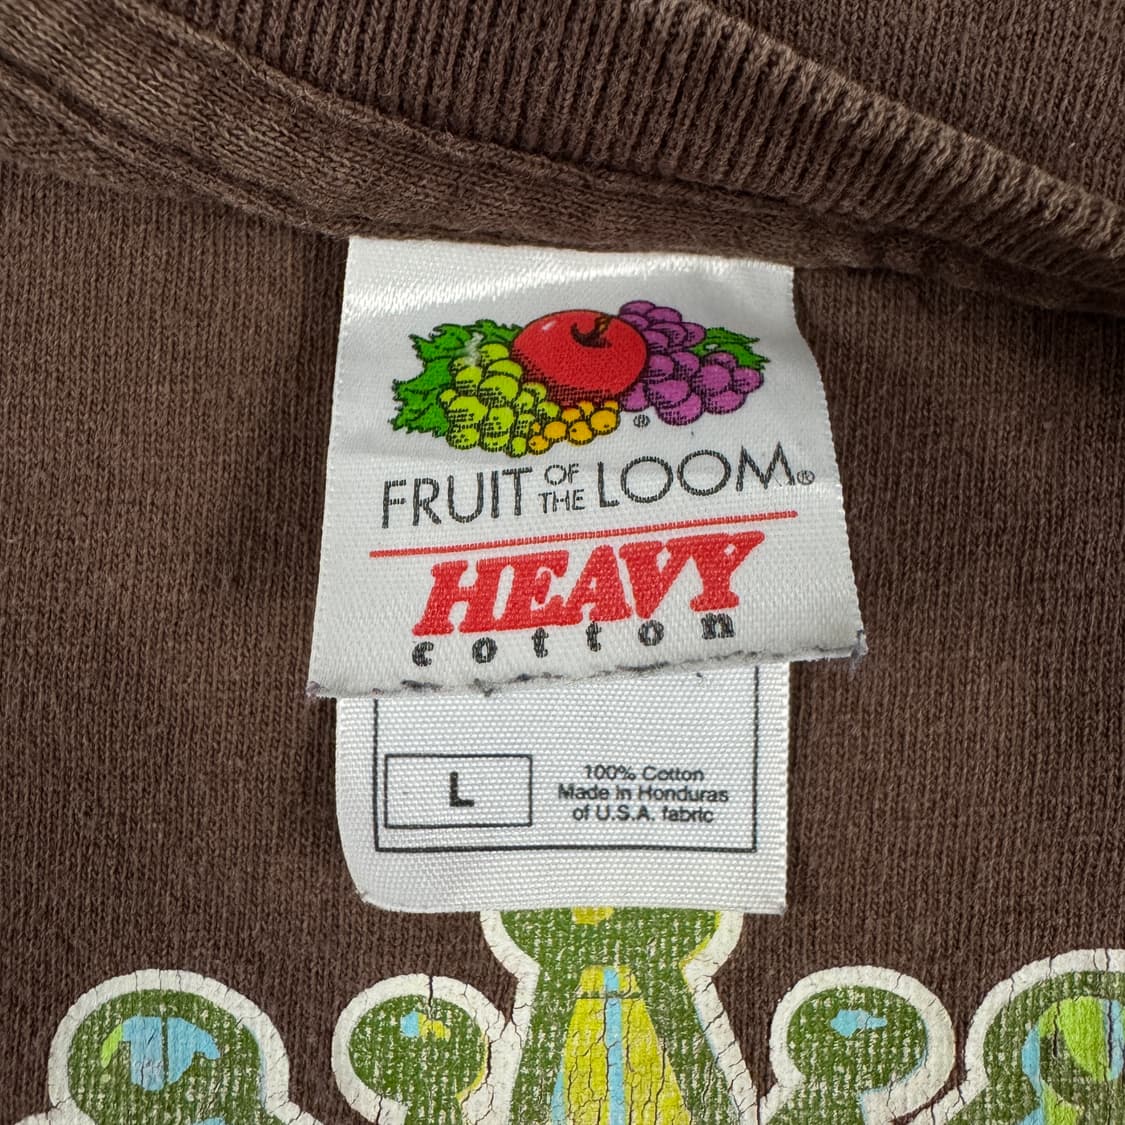 ®
FRUIT OF THE LOOM®
HEAVY
cotton
L
100% Cotton
Made in Honduras
of U.S.A. fabric